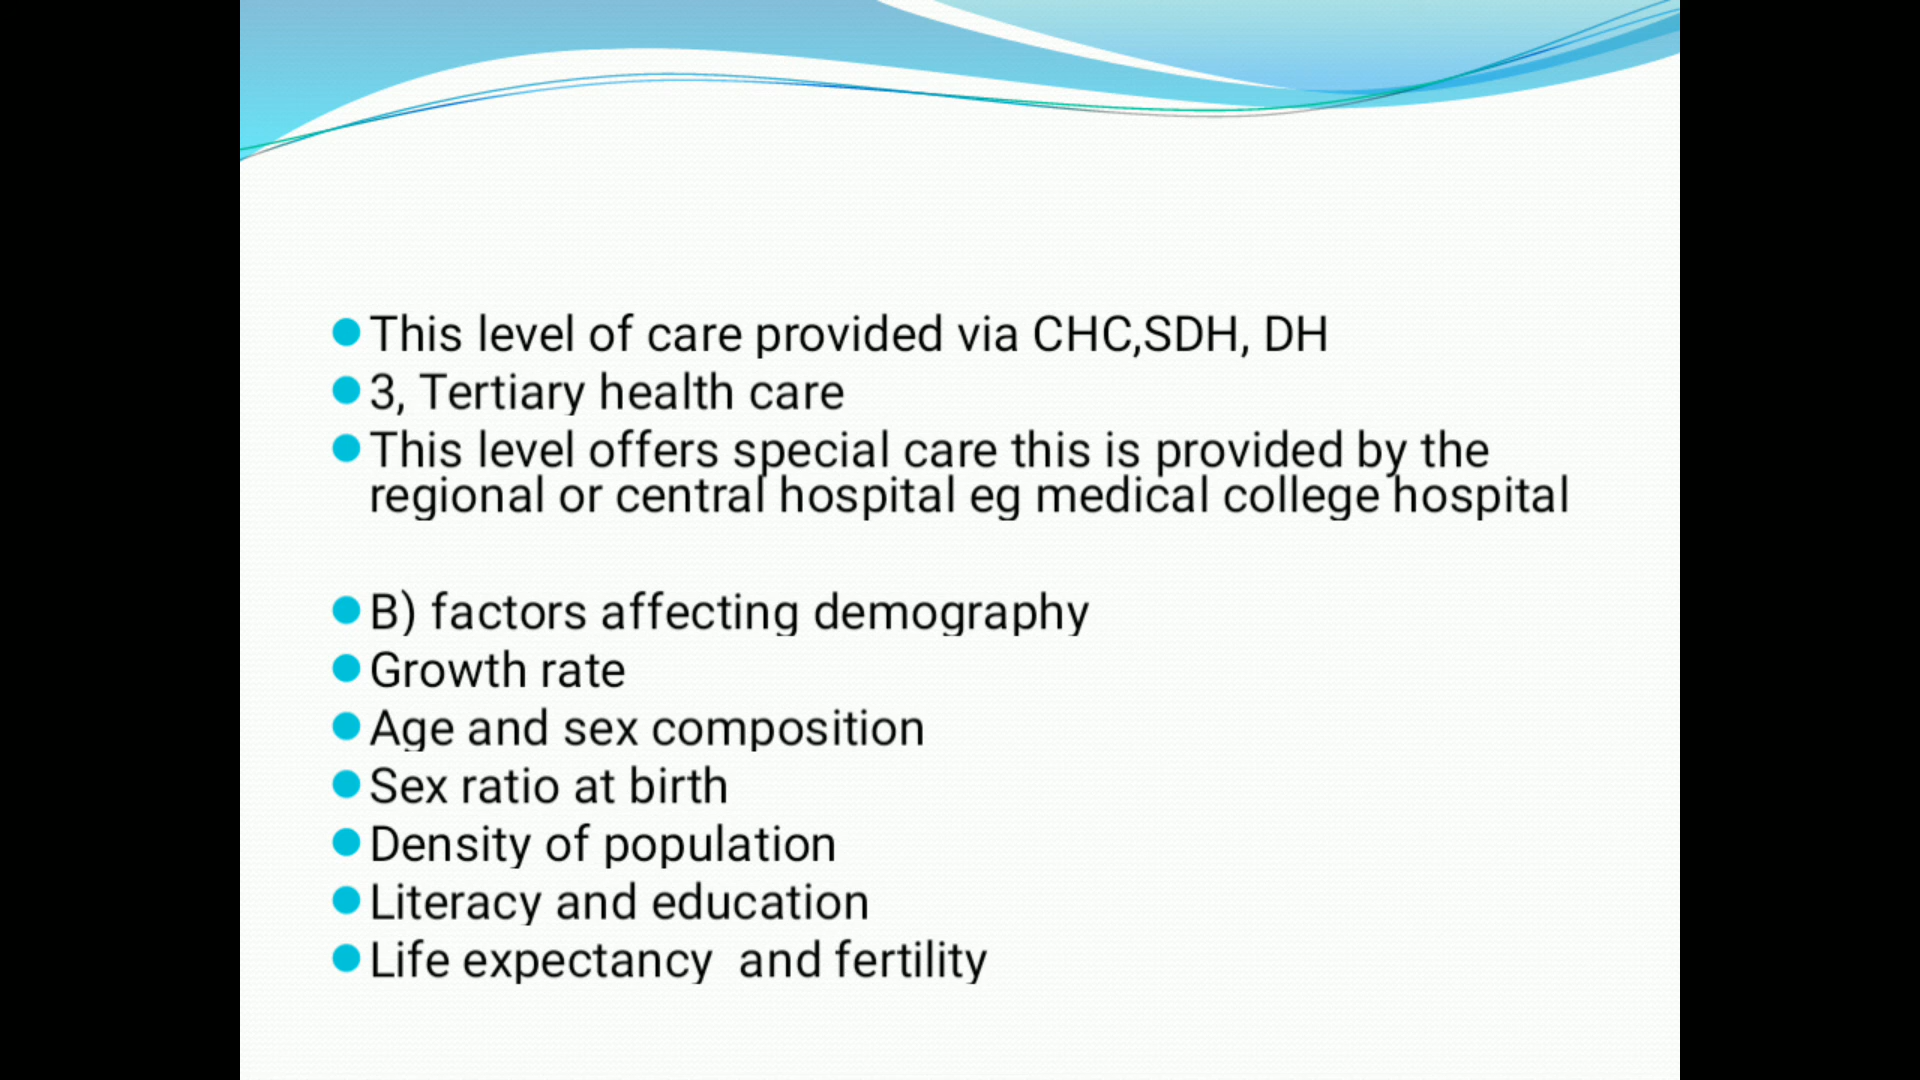 This level of care provided via CHC,SDH, DH
3, Tertiary health care
This level offers special care this is provided by the
regional or central hospital eg medical college hospital
B) factors affecting demography
Growth rate
Age and sex composition
Sex ratio at birth
Density of population
Literacy and education
Life expectancy  and fertility